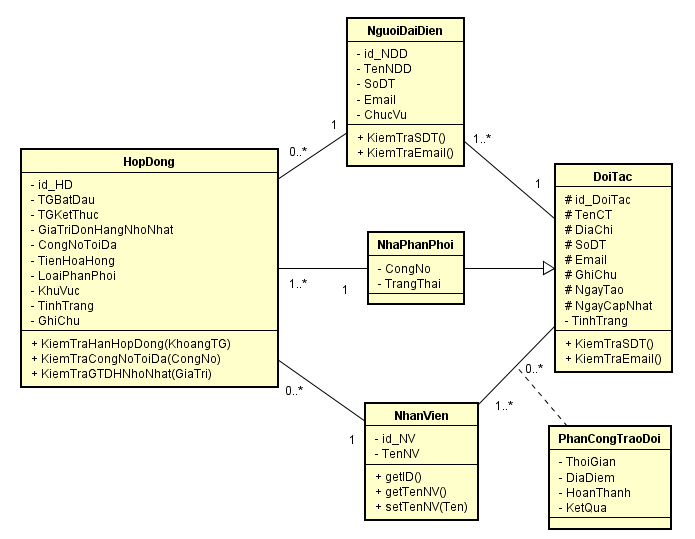 NguoiDaiDien
- id_NDD
- TenNDD
- SoDT
- Email
- ChucVu
+ KiemTraSDT()
+ KiemTraEmail()
1
0..*
1..*
1
HopDong
- id_HD
- TGBatDau
- TGKetThuc
- GiaTriDonHangNhoNhat
- CongNoToiDa
- TienHoaHong
- LoaiPhanPhoi
- KhuVuc
- TinhTrang
- GhiChu
+ KiemTraHanHopDong(KhoangTG)
+ KiemTraCongNoToiDa(CongNo)
+ KiemTraGTDHNhoNhat(GiaTri)
1..*
1
NhaPhanPhoi
- CongNo
- TrangThai
DoiTac
# id_DoiTac
# TenCT
# DiaChi
# SoDT
# Email
# GhiChu
# NgayTao
# NgayCapNhat
- TinhTrang
+ KiemTraSDT()
+ KiemTraEmail()
0..*
1..*
0..*
1
NhanVien
- id_NV
- TenNV
+ getID()
+ getTenNV()
+ setTenNV(Ten)
PhanCongTraoDoi
- ThoiGian
- DiaDiem
- HoanThanh
- KetQua